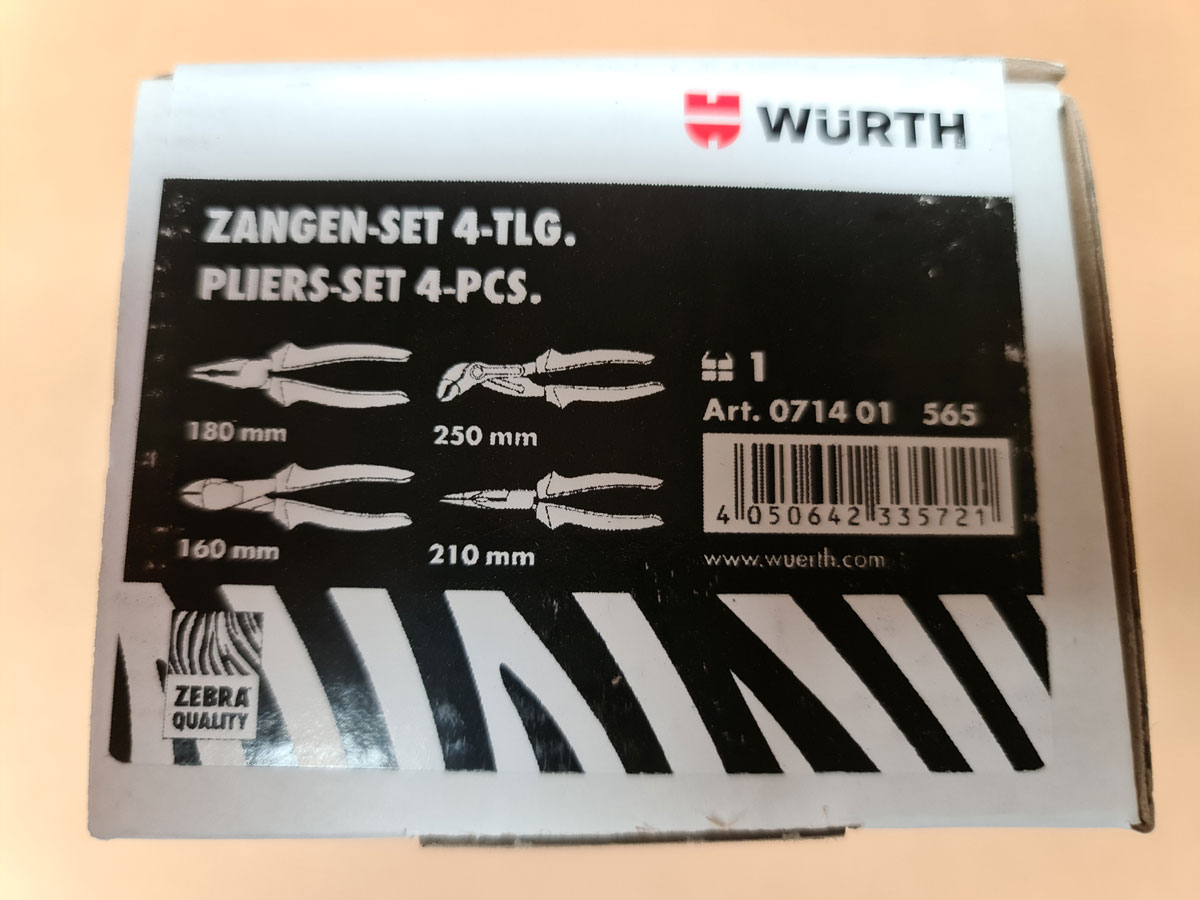 WÜRTH
ZANGEN-SET 4-TLG.
PLIERS-SET 4-PCS.
180 mm
250 mm
1
Art. 0714 01 565
4 050642 335721
160 mm
210 mm
www.wuerth.com
ZEBRA
QUALITY